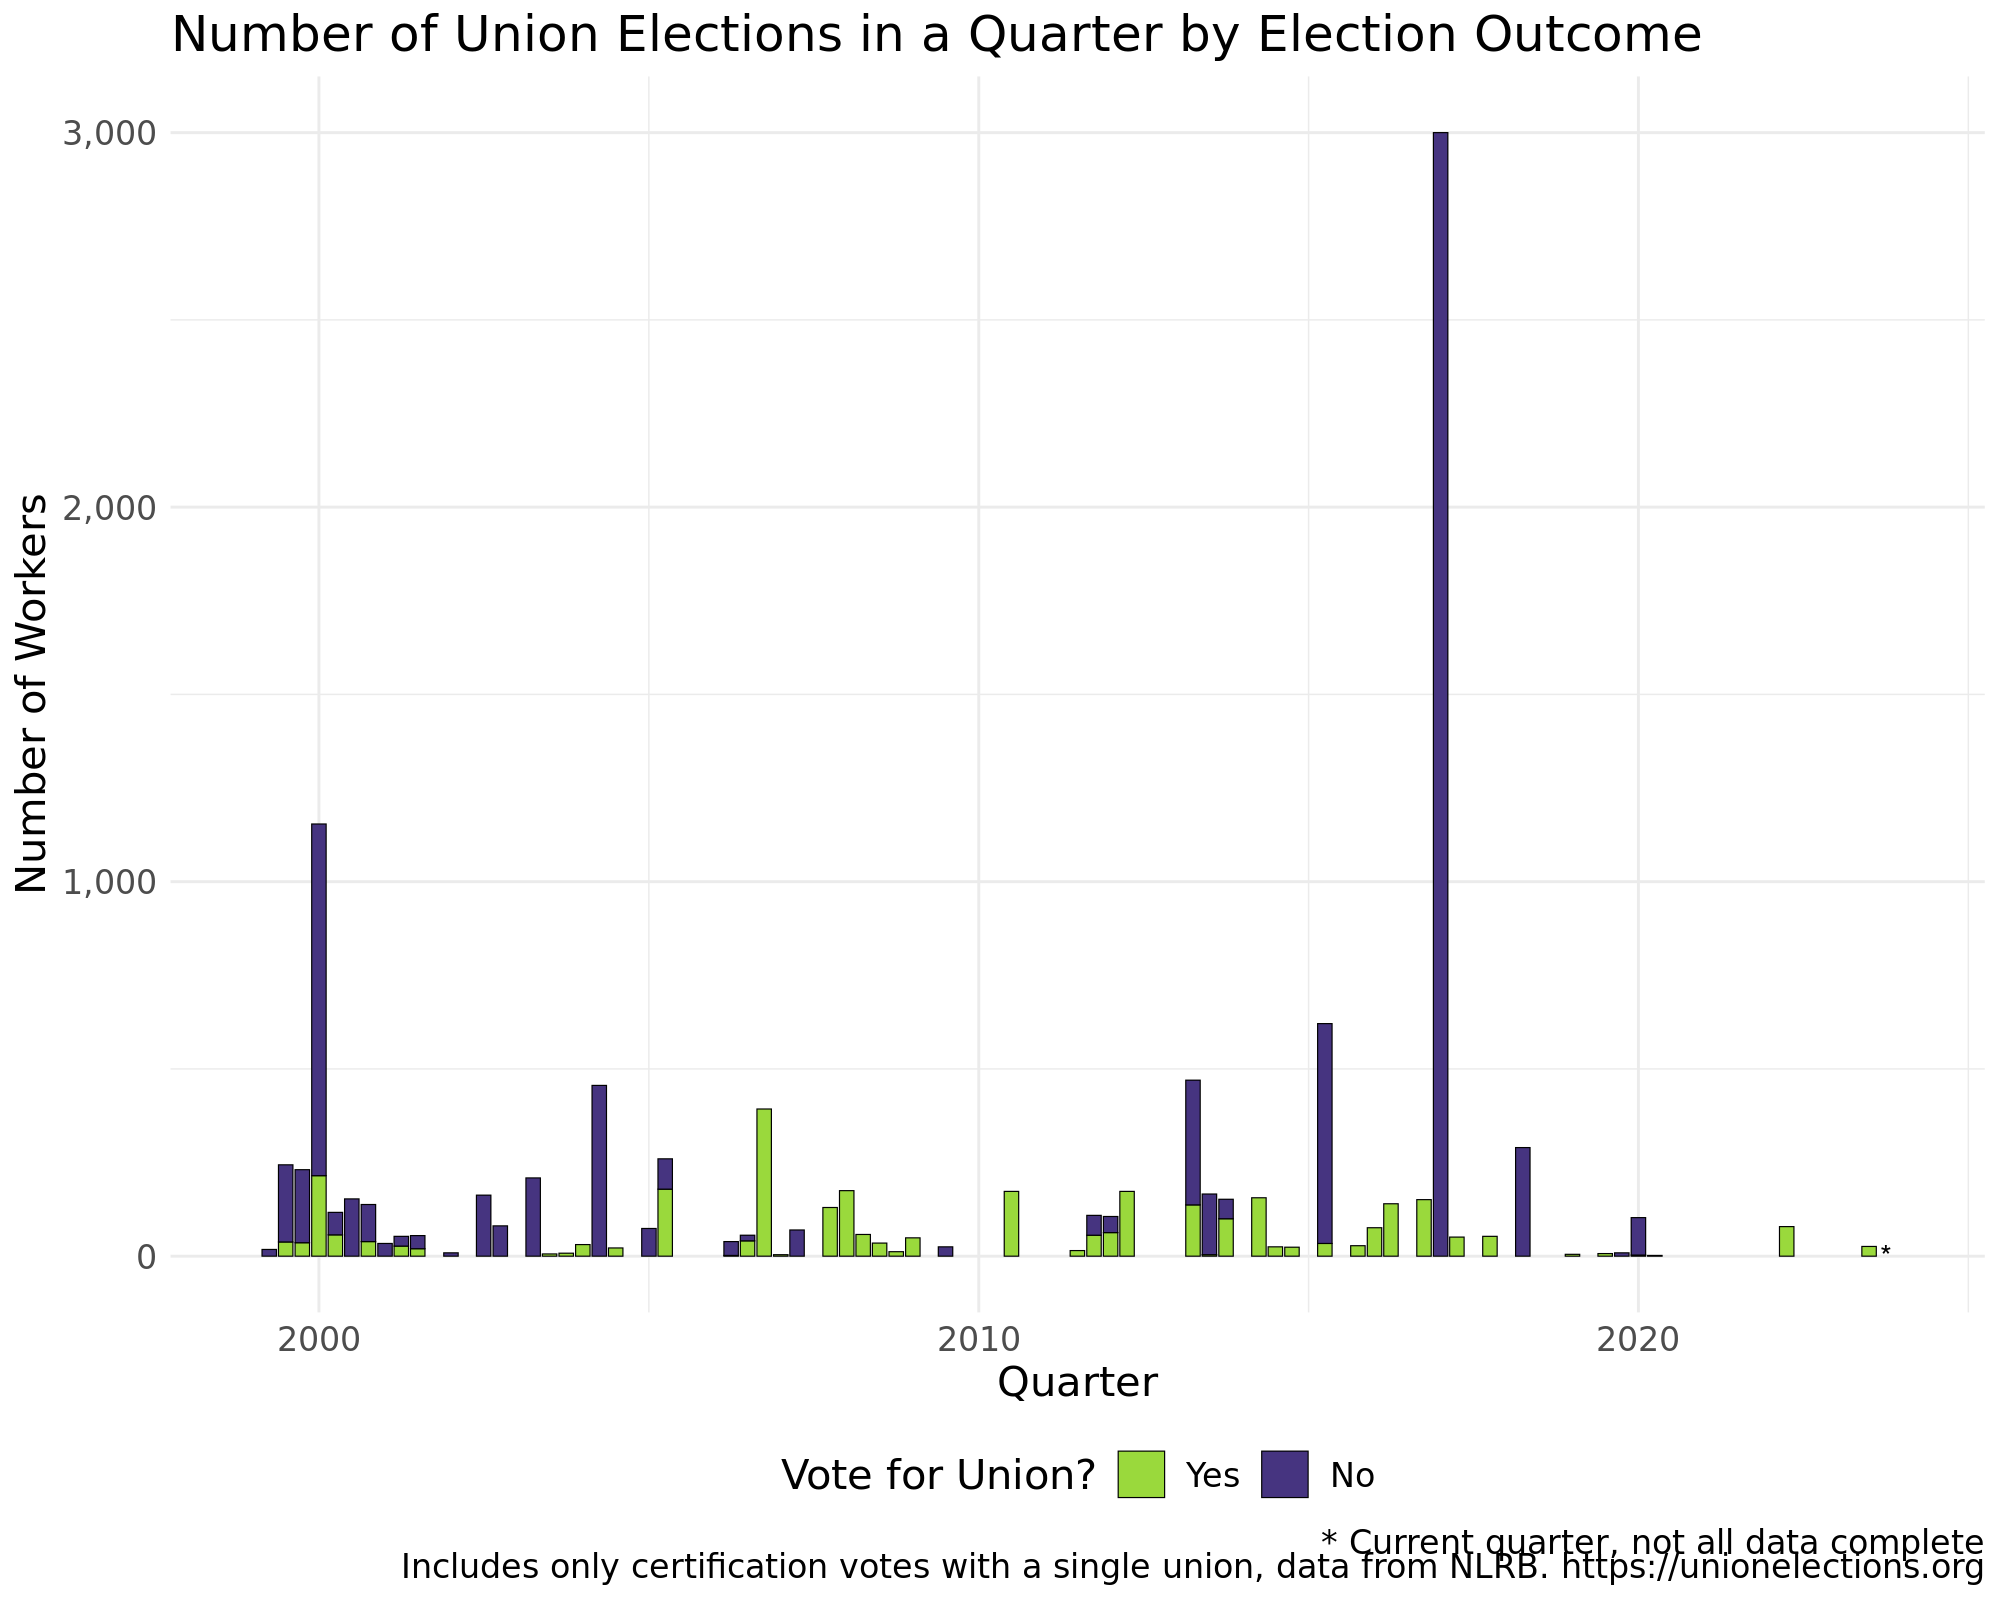 Number of Union Elections in a Quarter by Election Outcome
Number of Workers
3,000
2,000
1,000
0
*
2000
2010
2020
Quarter
Vote for Union?
Yes
No
* Current quarter, not all data complete
Includes only certification votes with a single union, data from NLRB. https://unionelections.org